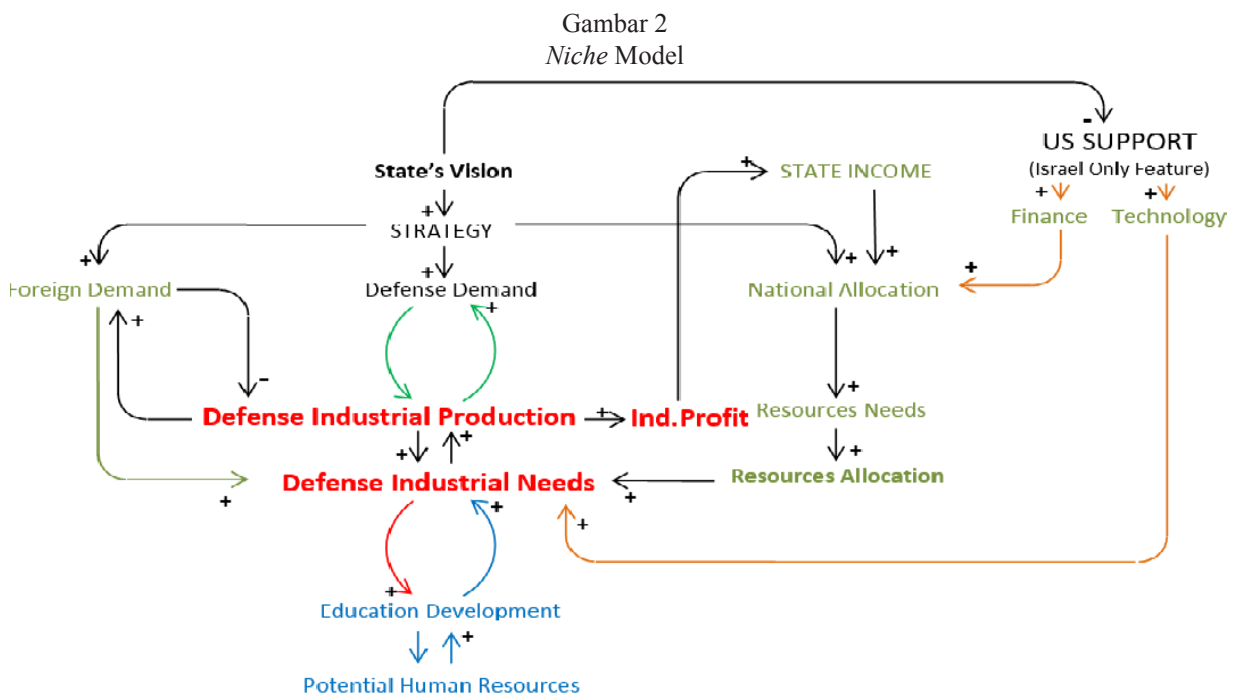 Gambar 2
Niche Model
-
US SUPPORT
(Israel Only Feature)
State's Vision
+
STATE INCOME
+
+
Finance
Technology
+
STRATEGY
+
+
+
+
+
Foreign Demand
Defense Demand
National Allocation
+
+
-
+
Defense Industrial Production
+
Ind.Profit
Resources Needs
+
+
+
Defense Industrial Needs
Resources Allocation
+
+
+
+
+
Education Development
+
Potential Human Resources